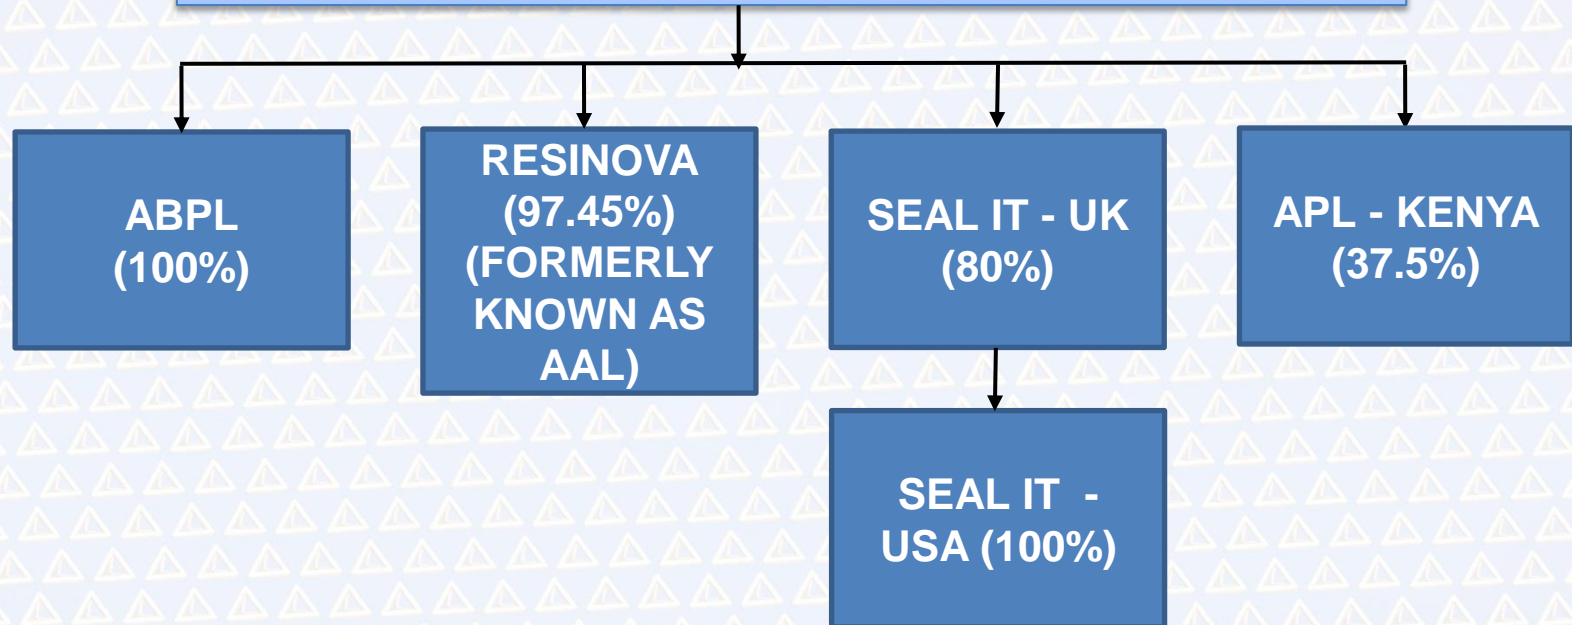 ABPL
(100%)
RESINOVA
(97.45%)
(FORMERLY
KNOWN AS
AAL)
SEAL IT - UK
(80%)
APL - KENYA
(37.5%)
SEAL IT  -
USA (100%)